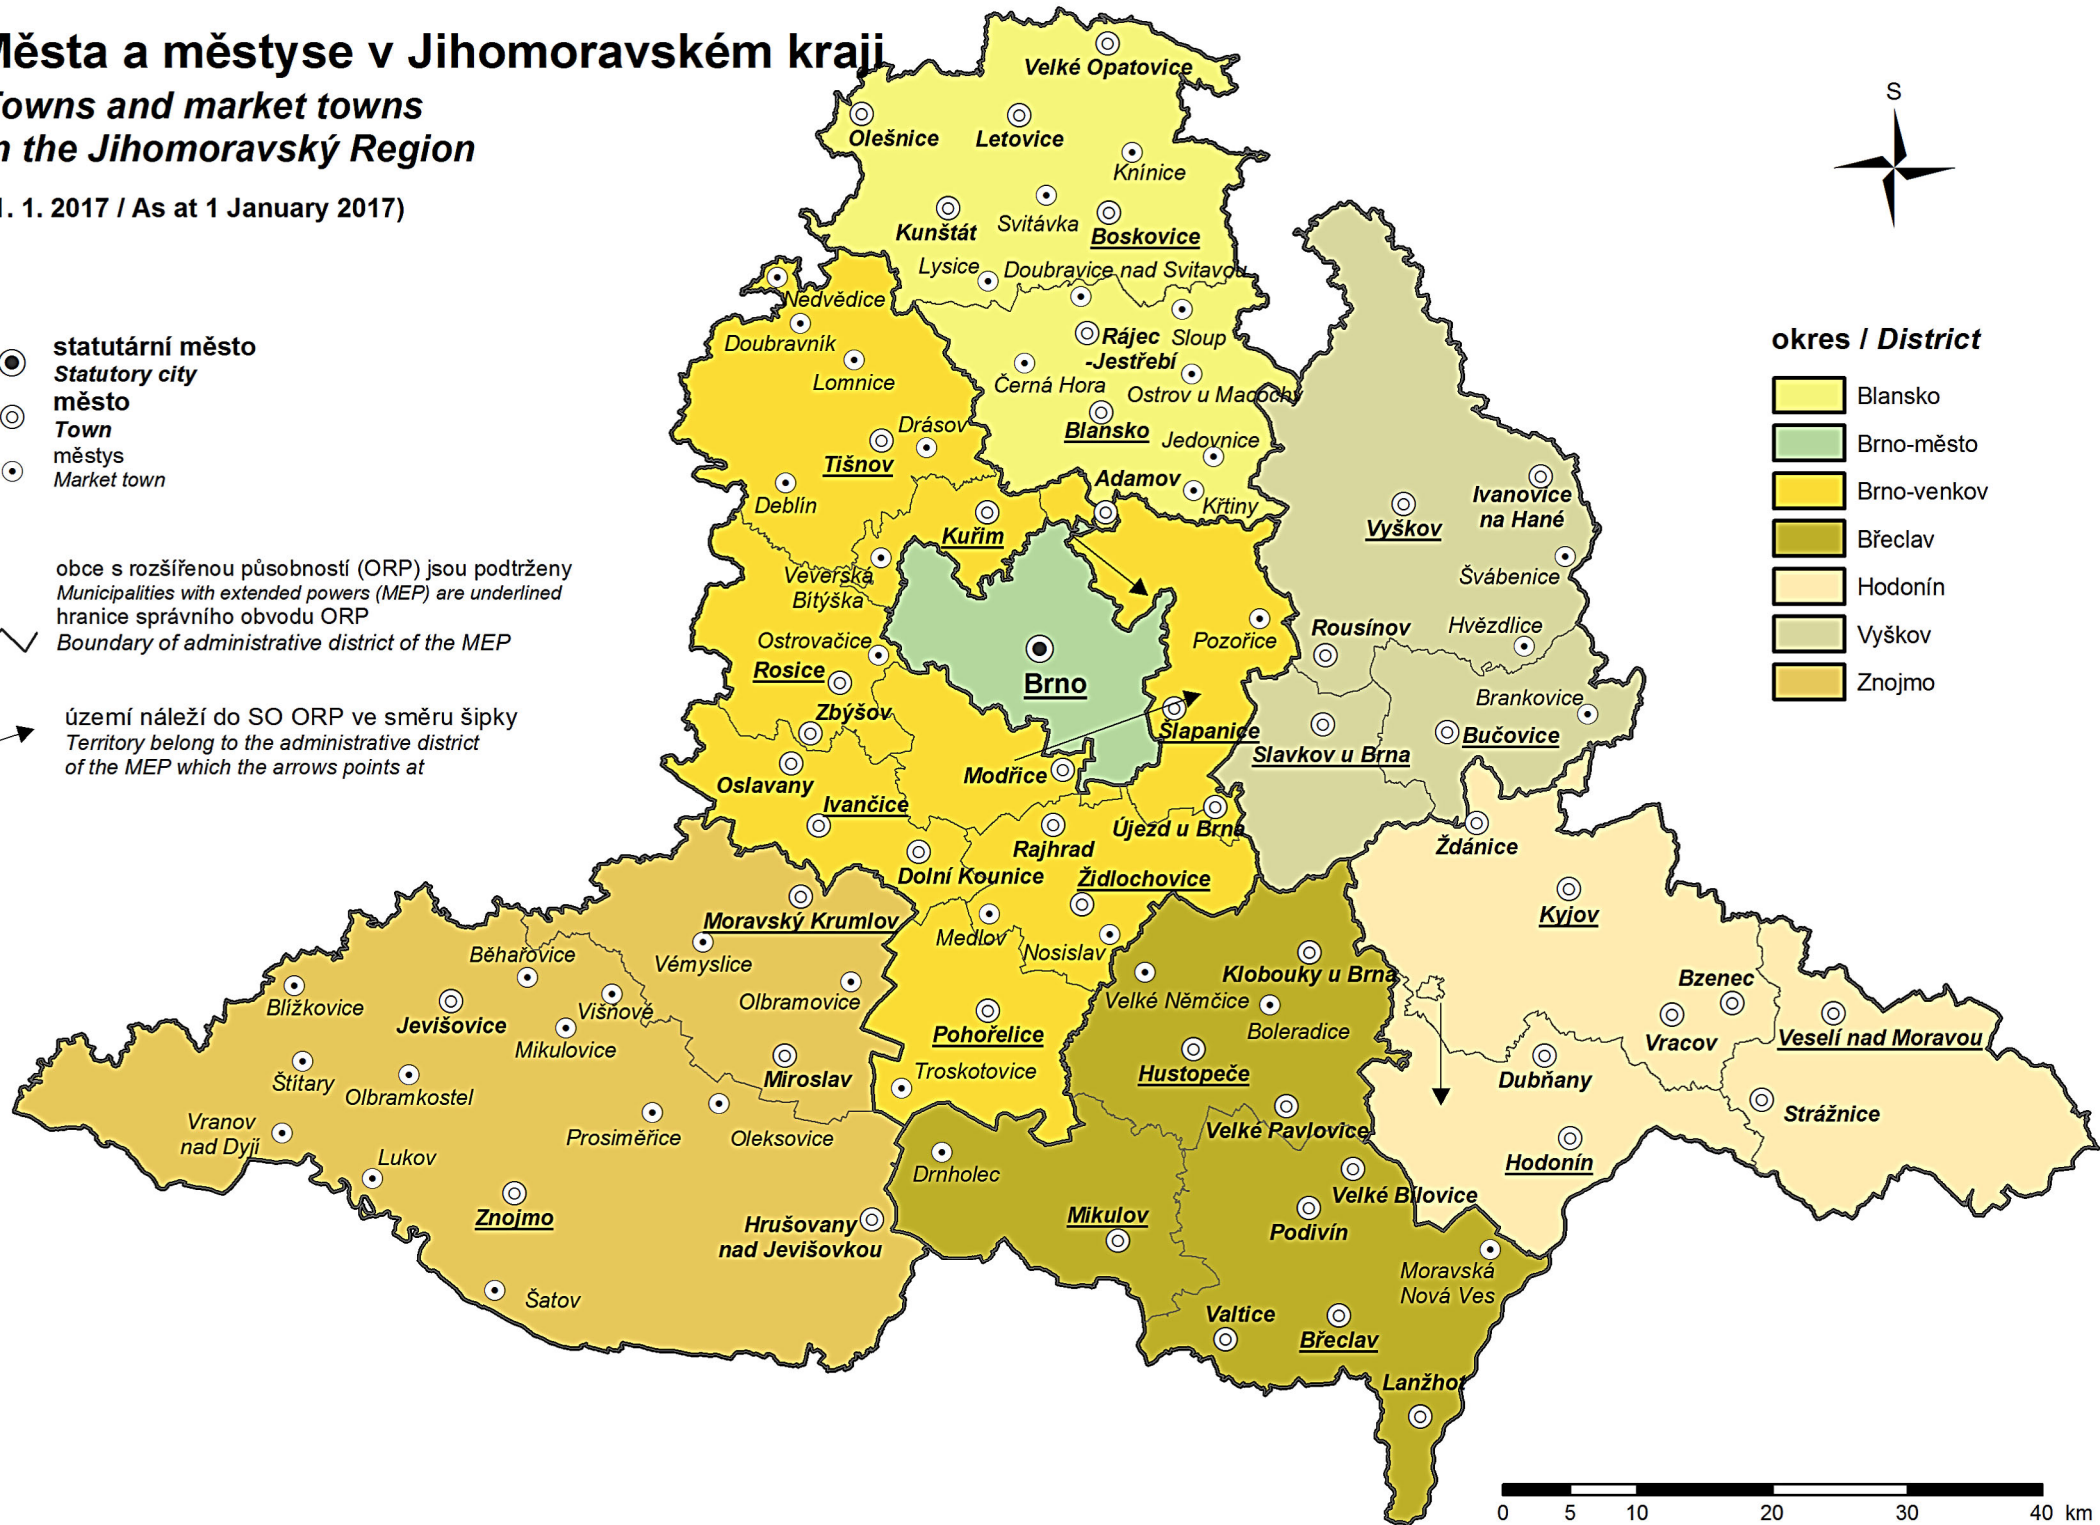 Města a městyse v Jihomoravském kraji
Towns and market towns
n the Jihomoravský Region
1. 1. 2017 / As at 1 January 2017)
S
statutární město
Statutory city
město
Town
městys
Market town
obce s rozšířenou působností (ORP) jsou podtrženy
Municipalities with extended powers (MEP) are underlined
hranice správního obvodu ORP
Boundary of administrative district of the MEP
území náleží do SO ORP ve směru šipky
Territory belong to the administrative district
of the MEP which the arrows points at
okres / District
Blansko
Brno-město
Brno-venkov
Břeclav
Hodonín
Vyškov
Znojmo
Velké Opatovice
Olešnice
Letovice
Knínice
Svitávka
Kunštát
Boskovice
Lysice
Doubravice nad Svitavou
Nedvědice
Doubravník
Rájec
-Jestřebí
Sloup
Lomnice
Černá Hora
Ostrov u Macochy
Drásov
Blansko
Jedovnice
Tišnov
Adamov
Deblín
Křtiny
Ivanovice
na Hané
Vyškov
Kuřim
Švábenice
Veverská
Bítýška
Ostrovačice
Pozořice
Rousínov
Hvězdlice
Rosice
Brno
Brankovice
Zbýšov
Šlapanice
Slavkov u Brna
Bučovice
Modřice
Oslavany
Ivančice
Újezd u Brna
Rajhrad
Ždánice
Dolní Kounice
Židlochovice
Moravský Krumlov
Kyjov
Medlov
Nosislav
Běhařovice
Vémyslice
Klobouky u Brna
Bzenec
Olbramovice
Velké Němčice
Blížkovice
Višňové
Jevišovice
Boleradice
Pohořelice
Vracov
Veselí nad Moravou
Mikulovice
Troskotovice
Hustopeče
Dubňany
Štítary
Miroslav
Olbramkostel
Strážnice
Vranov
nad Dyjí
Prosiměřice
Oleksovice
Velké Pavlovice
Lukov
Drnholec
Hodonín
Velké Bílovice
Znojmo
Mikulov
Podivín
Hrušovany
nad Jevišovkou
Moravská
Nová Ves
Šatov
Valtice
Břeclav
Lanžhot
0 5 10 20 30 40 km